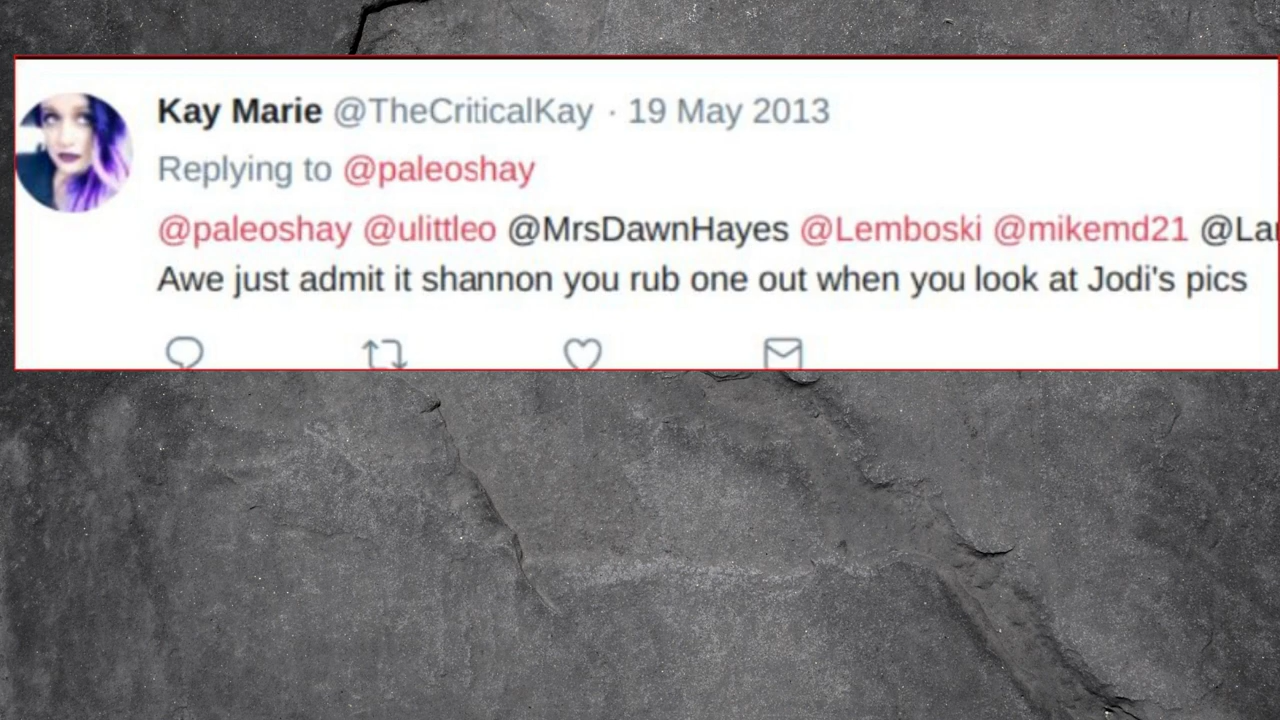 Kay Marie @TheCriticalKay · 19 May 2013
Replying to @paleoshay
@paleoshay @ulittleo @MrsDawnHayes @Lemboski @mikemd21
Awe just admit it shannon you rub one out when you look at Jodi's pics